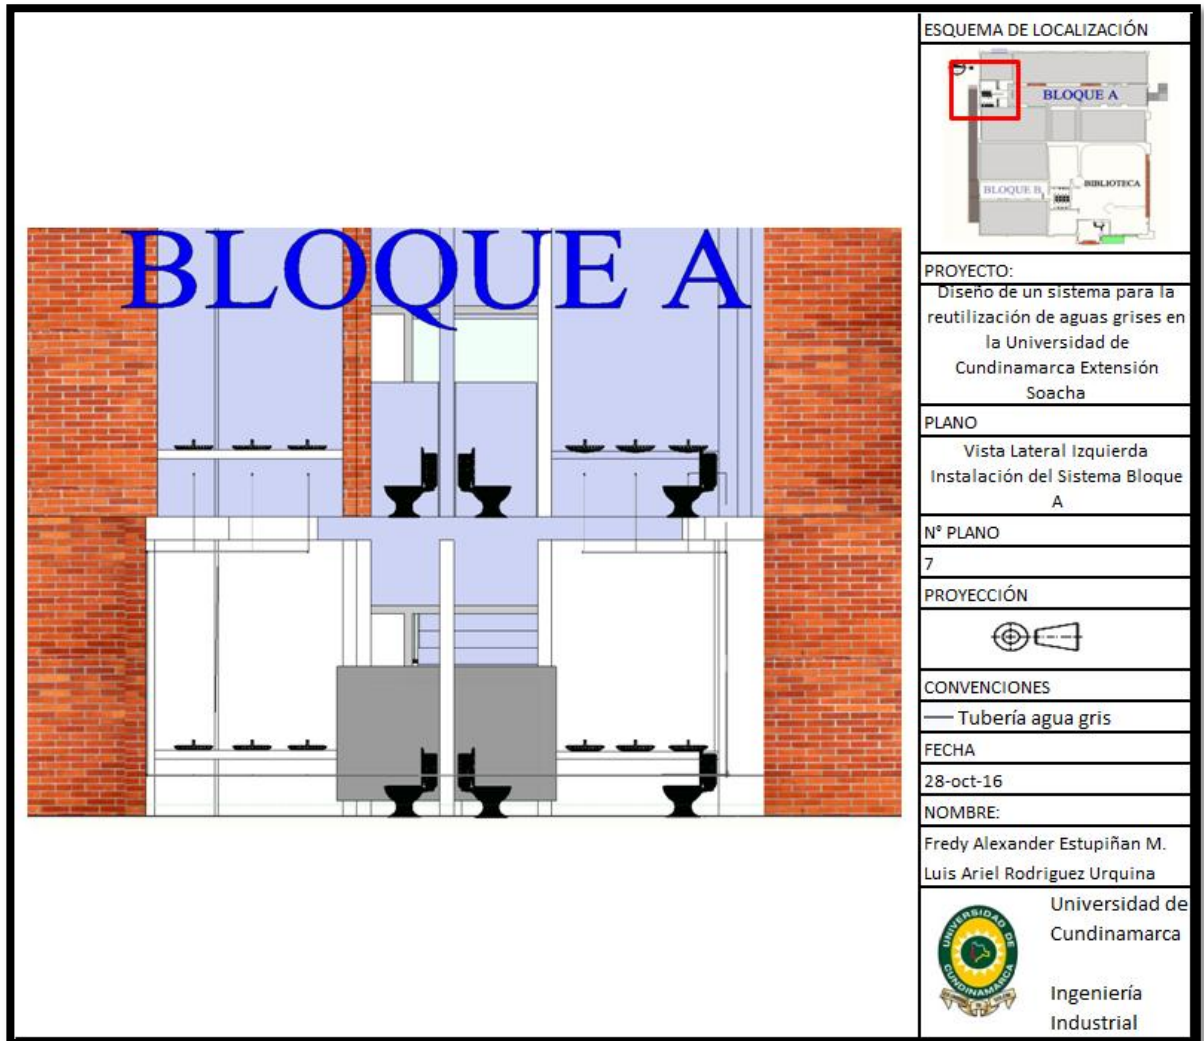 BLOQUE A
ESQUEMA DE LOCALIZACIÓN
BLOQUE A
BLOQUE B
BIBLIOTECA
PROYECTO:
Diseño de un sistema para la
reutilización de aguas grises en
la Universidad de
Cundinamarca Extensión
Soacha
PLANO
Vista Lateral Izquierda
Instalación del Sistema Bloque
A
N° PLANO
7
PROYECCIÓN
CONVENCIONES
Tubería agua gris
FECHA
28-oct-16
NOMBRE:
Fredy Alexander Estupiñan M.
Luis Ariel Rodriguez Urquina
UNIVERSIDAD DE
CUNDINAMARCA
Universidad de
Cundinamarca
Ingeniería
Industrial